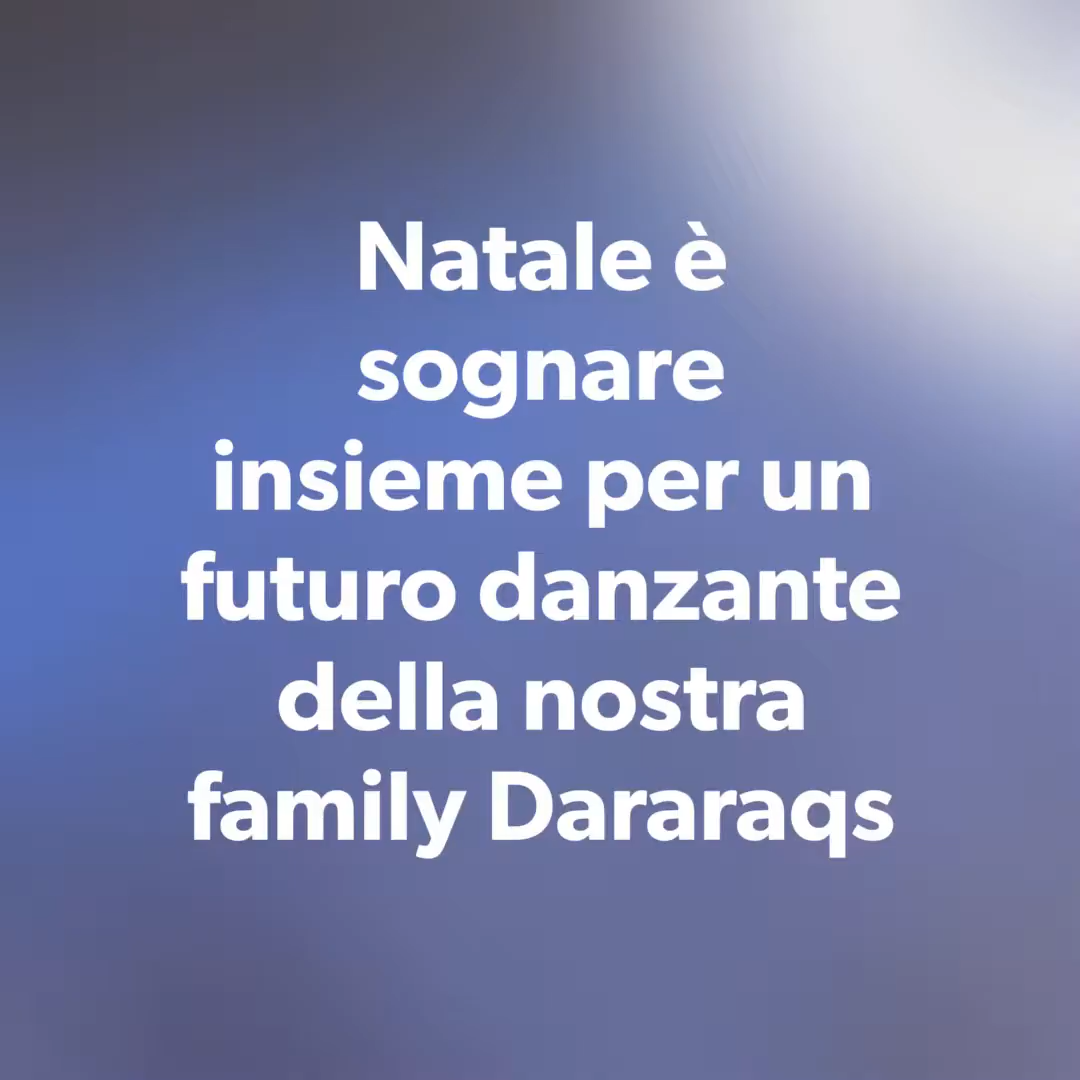 Natale è
sognare
insieme per un
futuro danzante
della nostra
family Dararaqs